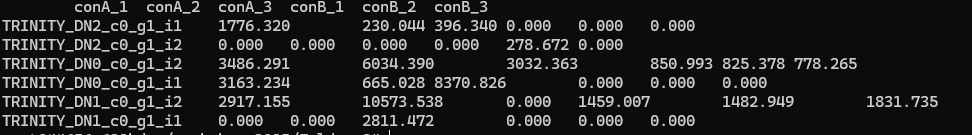 conA_1 conA_2 conA_3 conB_1 conB_2 conB_3
TRINITY_DN2_c0_g1_i1 1776.320 230.044 396.340 0.000 0.000 0.000
TRINITY_DN2_c0_g1_i2 0.000 0.000 0.000 0.000 278.672 0.000
TRINITY_DN0_c0_g1_i2 3486.291 6034.390 3032.363 850.993 825.378 778.265
TRINITY_DN0_c0_g1_i1 3163.234 665.028 8370.826 0.000 0.000 0.000
TRINITY_DN1_c0_g1_i2 2917.155 10573.538 0.000 1459.007 1482.949 1831.735
TRINITY_DN1_c0_g1_i1 0.000 0.000 2811.472 0.000 0.000 0.000